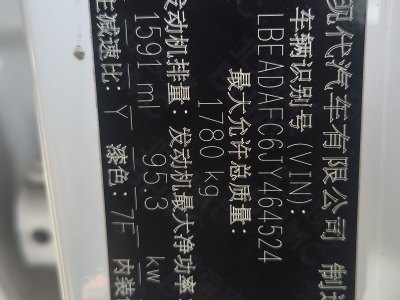 现代汽车有限公司 制造
车辆识别号(VIN):
LBEADAFC6JY464524
最大允许总质量:
1780 kg
发动机排量: 发动机最大净功率
1591 ml 95.3 kw
主减速比: Y 漆色: 7F 内装